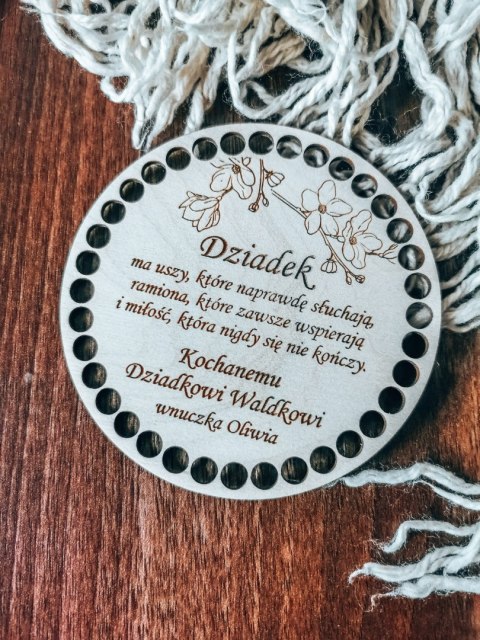 Dziadek
ma uszy, które naprawdę słuchają,
ramiona, które zawsze wspierają
i miłość, która nigdy się nie kończy.
Kochanemu
Dziadkowi Waldkowi
wnuczka Oliwia